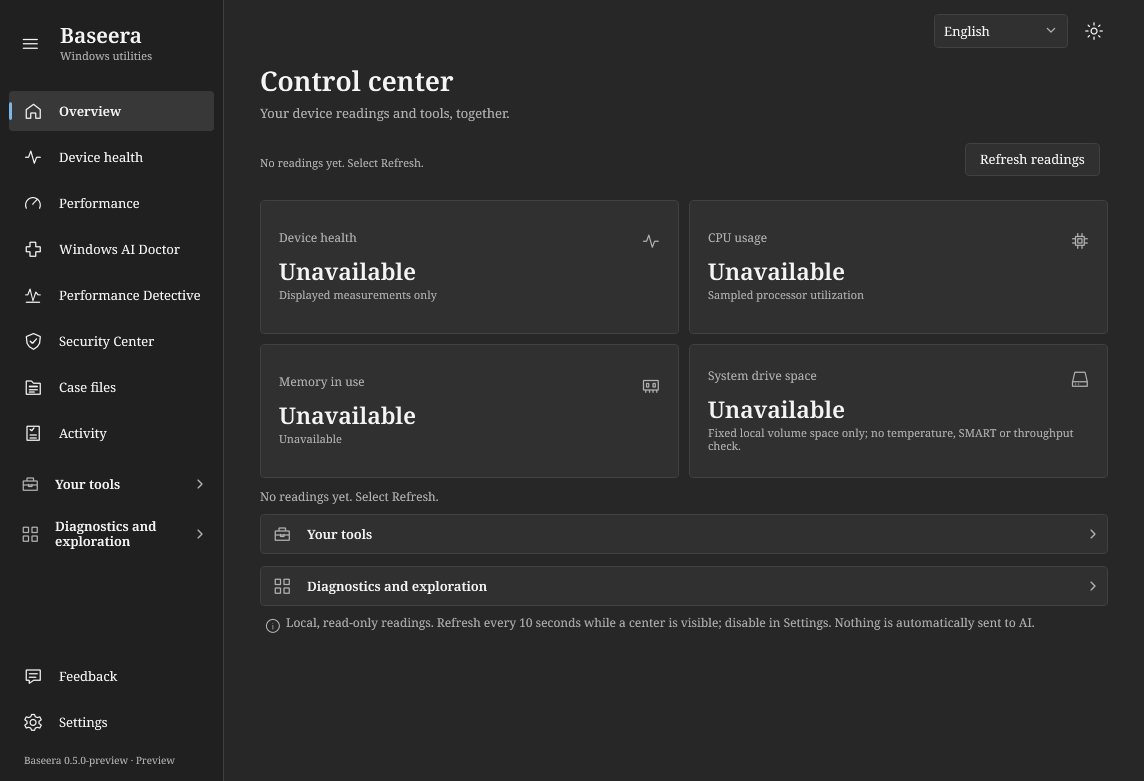 Baseera
Windows utilities
Overview
Device health
Performance
Windows AI Doctor
Performance Detective
Security Center
Case files
Activity
Your tools
Diagnostics and
exploration
Feedback
Settings
Baseera 0.5.0-preview · Preview
English
Control center
Your device readings and tools, together.
No readings yet. Select Refresh.
Refresh readings
Device health
Unavailable
Displayed measurements only
CPU usage
Unavailable
Sampled processor utilization
Memory in use
Unavailable
Unavailable
System drive space
Unavailable
Fixed local volume space only; no temperature, SMART or throughput
check.
No readings yet. Select Refresh.
Your tools
Diagnostics and exploration
Local, read-only readings. Refresh every 10 seconds while a center is visible; disable in Settings. Nothing is automatically sent to AI.